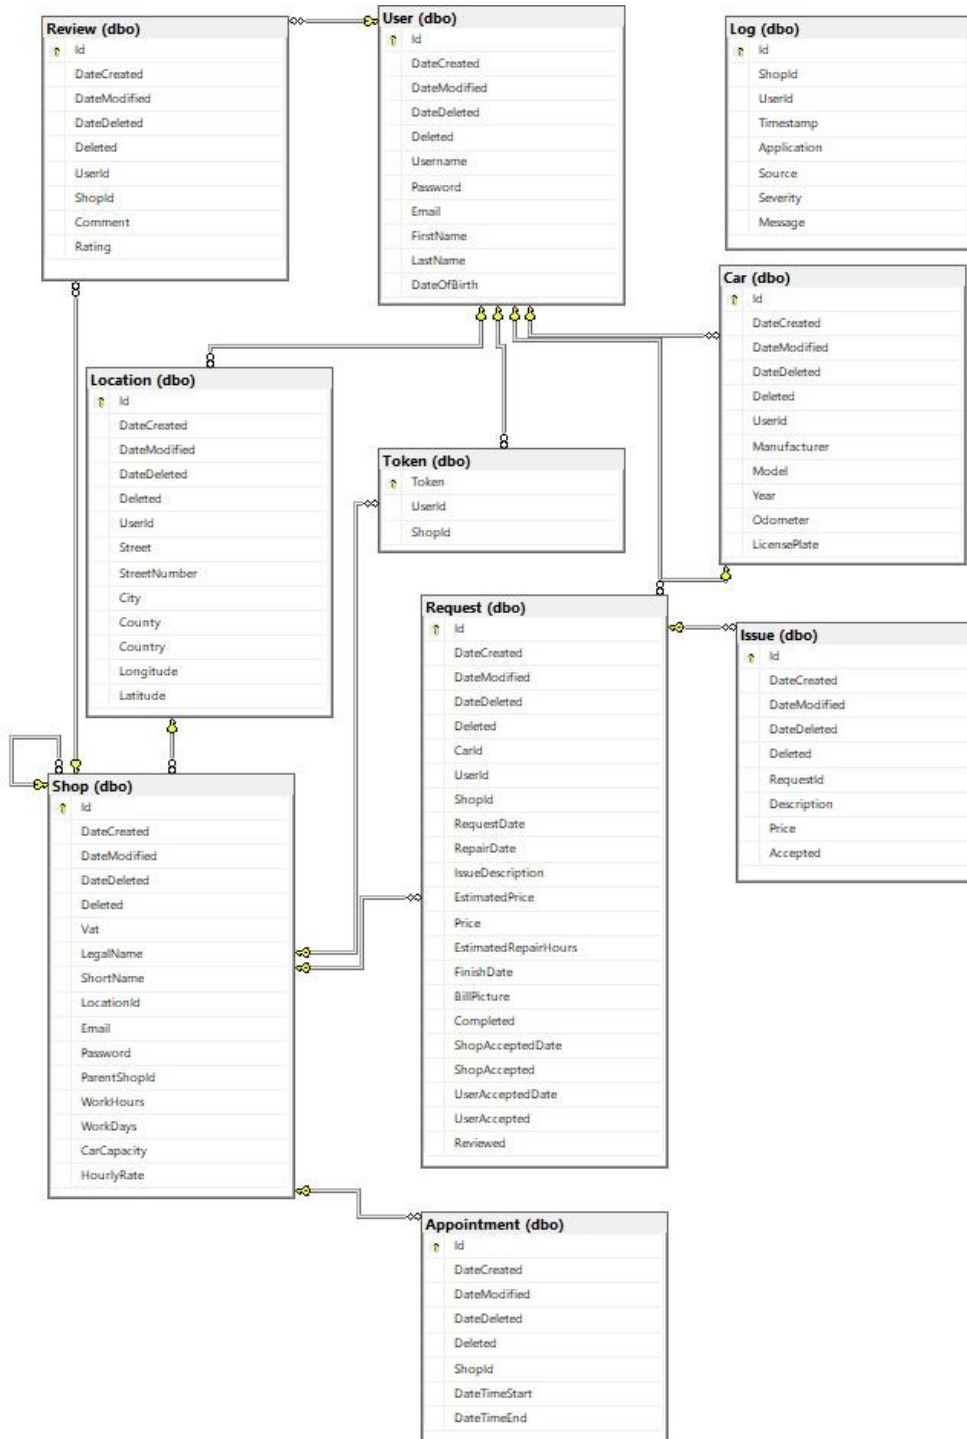 Review (dbo)
Id
DateCreated
DateModified
DateDeleted
Deleted
UserId
ShopId
Comment
Rating
User (dbo)
Id
DateCreated
DateModified
DateDeleted
Deleted
Username
Password
Email
FirstName
LastName
DateOfBirth
Log (dbo)
Id
ShopId
UserId
Timestamp
Application
Source
Severity
Message
Car (dbo)
Id
DateCreated
DateModified
DateDeleted
Deleted
UserId
Manufacturer
Model
Year
Odometer
LicensePlate
Location (dbo)
Id
DateCreated
DateModified
DateDeleted
Deleted
UserId
Street
StreetNumber
City
County
Country
Longitude
Latitude
Token (dbo)
Token
UserId
ShopId
Request (dbo)
Id
DateCreated
DateModified
DateDeleted
Deleted
CarId
UserId
ShopId
RequestDate
RepairDate
IssueDescription
EstimatedPrice
Price
EstimatedRepairHours
FinishDate
BillPicture
Completed
ShopAcceptedDate
ShopAccepted
UserAcceptedDate
UserAccepted
Reviewed
Issue (dbo)
Id
DateCreated
DateModified
DateDeleted
Deleted
RequestId
Description
Price
Accepted
Shop (dbo)
Id
DateCreated
DateModified
DateDeleted
Deleted
Vat
LegalName
ShortName
LocationId
Email
Password
ParentShopId
WorkHours
WorkDays
CarCapacity
HourlyRate
Appointment (dbo)
Id
DateCreated
DateModified
DateDeleted
Deleted
ShopId
DateTimeStart
DateTimeEnd